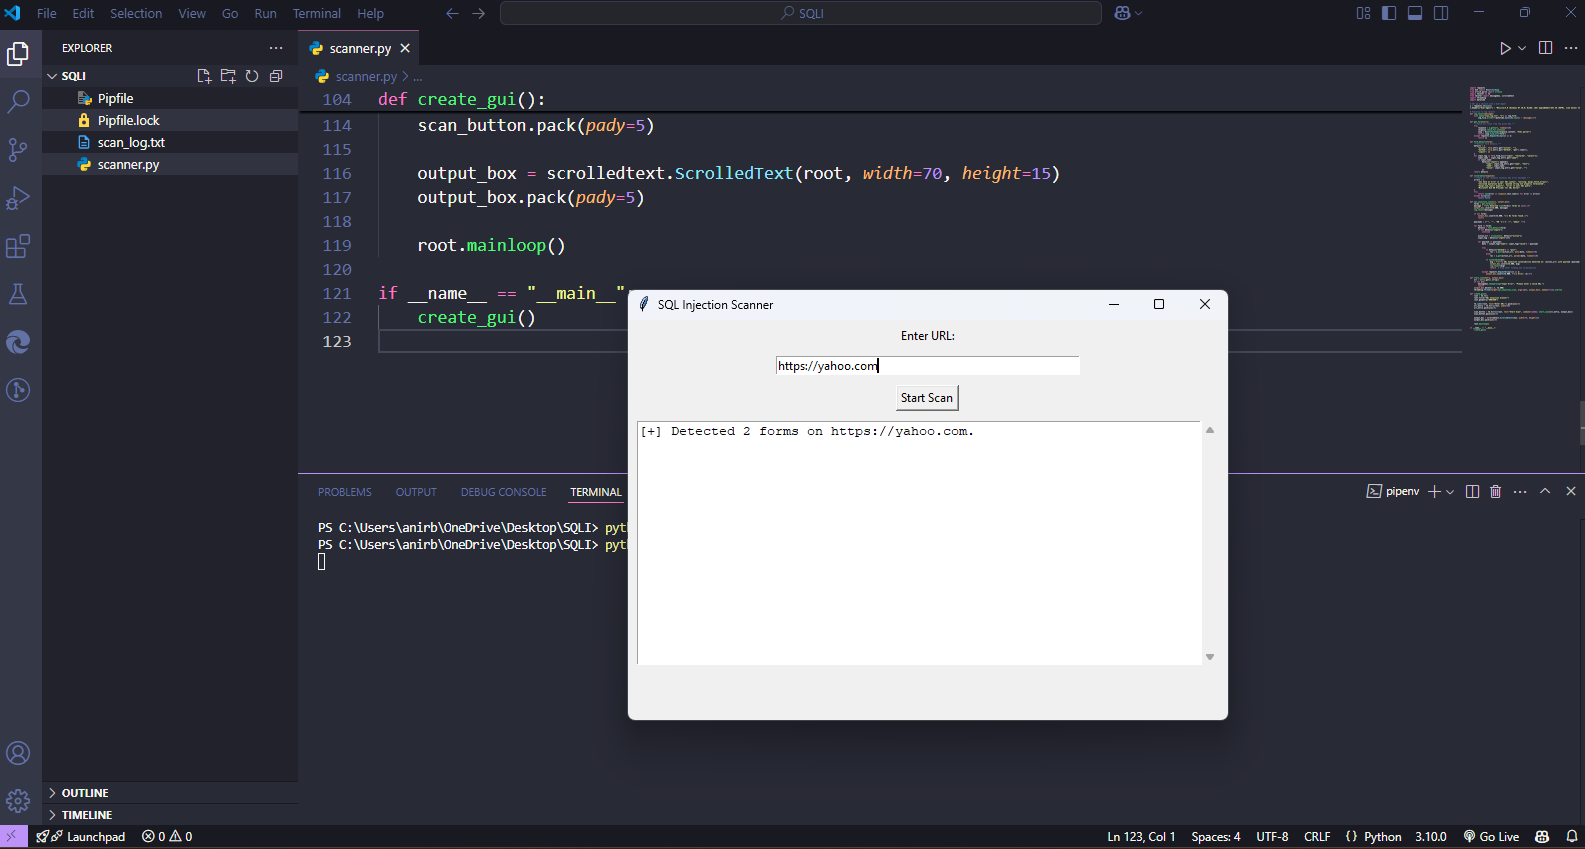 File Edit Selection View Go Run Terminal Help
SQLI
EXPLORER
SQLI
Pipfile
Pipfile.lock
scan_log.txt
scanner.py
OUTLINE
TIMELINE
scanner.py
scanner.py > ...
104 def create_gui():
114 scan_button.pack(pady=5)
115
116 output_box = scrolledtext.ScrolledText(root, width=70, height=15)
117 output_box.pack(pady=5)
118
119 root.mainloop()
120
121 if __name__ == "__main__"
122 create_gui()
123
SQL Injection Scanner
Enter URL:
https://yahoo.com
Start Scan
[+] Detected 2 forms on https://yahoo.com.
PROBLEMS OUTPUT DEBUG CONSOLE TERMINAL
pipenv
PS C:\Users\anirb\OneDrive\Desktop\SQLI> pyt
PS C:\Users\anirb\OneDrive\Desktop\SQLI> pyt
Launchpad 0 0
Ln 123, Col 1 Spaces: 4 UTF-8 CRLF {} Python 3.10.0 Go Live